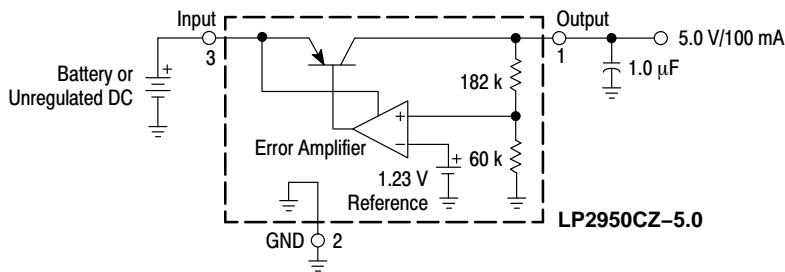 Input
3
Output
1
5.0 V/100 mA
1.0 µF
Battery or
Unregulated DC
+
182 k
Error Amplifier
+
−
+
60 k
1.23 V
Reference
LP2950CZ–5.0
GND 2